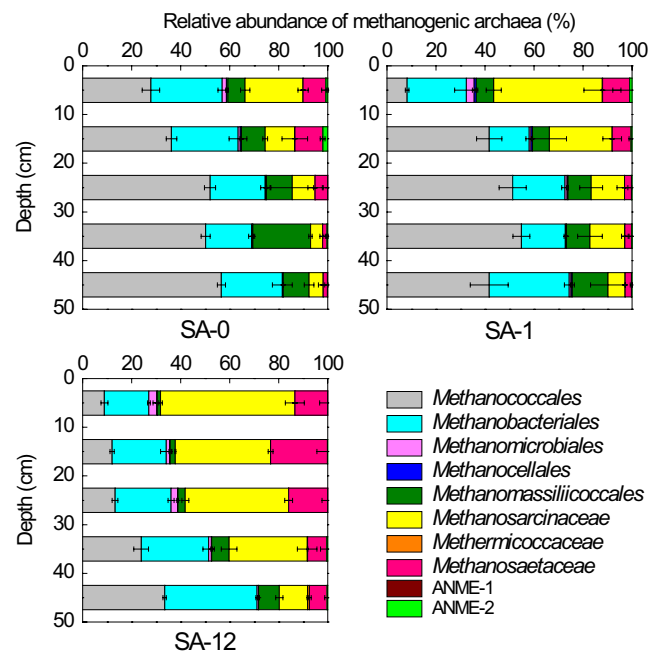 Relative abundance of methanogenic archaea (%)
0 20 40 60 80 100
0 20 40 60 80 100
Depth (cm)
0
10
20
30
40
50
0
10
20
30
40
50
SA-0
SA-1
0 20 40 60 80 100
Depth (cm)
0
10
20
30
40
50
SA-12
Methanococcales
Methanobacteriales
Methanomicrobiales
Methanocellales
Methanomassiliicoccales
Methanosarcinaceae
Methermicoccaceae
Methanosaetaceae
ANME-1
ANME-2